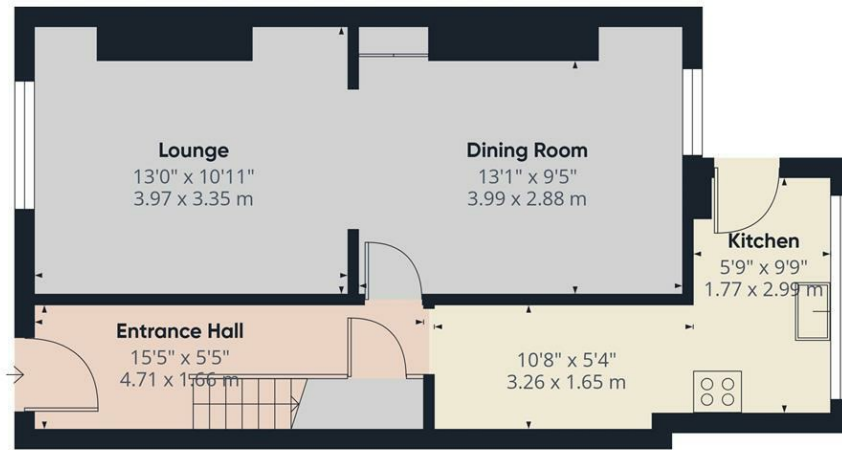 Lounge
13'0" x 10'11"
3.97 x 3.35 m
Dining Room
13'1" x 9'5"
3.99 x 2.88 m
Kitchen
5'9" x 9'9"
1.77 x 2.99 m
Entrance Hall
15'5" x 5'5"
4.71 x 1.66 m
10'8" x 5'4"
3.26 x 1.65 m